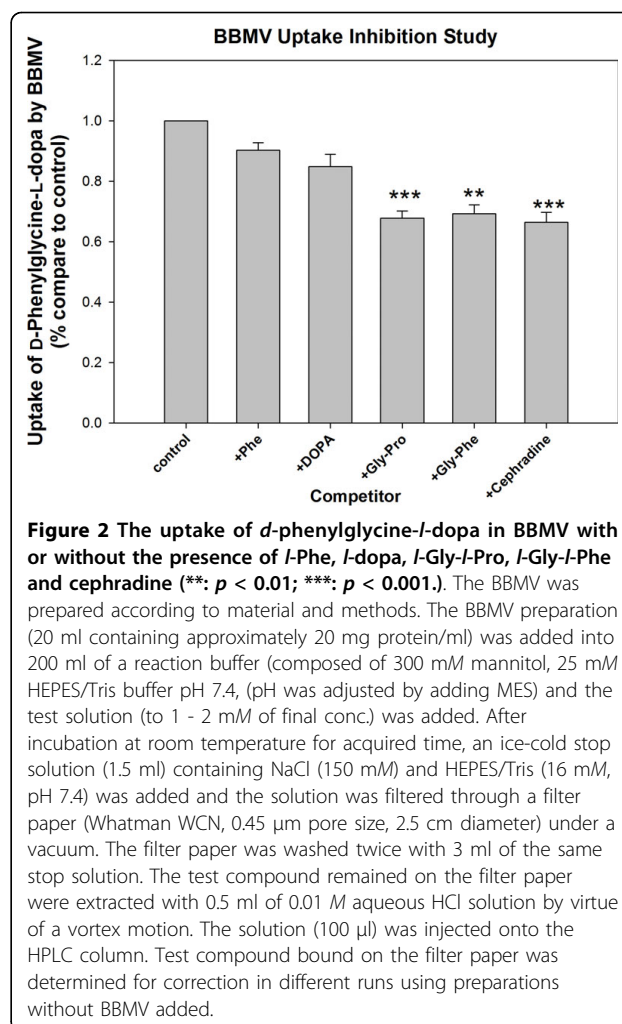 BBMV Uptake Inhibition Study
Uptake of D-Phenylglycine-L-dopa by BBMV
(% compare to control)
1.2
1.0
0.8
0.6
0.4
0.2
0.0
***
**
***
control
+Phe
+DOPA
+Gly-Pro
+Gly-Phe
+Cephradine
Competitor
Figure 2 The uptake of d-phenylglycine-l-dopa in BBMV with
or without the presence of l-Phe, l-dopa, l-Gly-l-Pro, l-Gly-l-Phe
and cephradine (**: p < 0.01; ***: p < 0.001.). The BBMV was
prepared according to material and methods. The BBMV preparation
(20 ml containing approximately 20 mg protein/ml) was added into
200 ml of a reaction buffer (composed of 300 mM mannitol, 25 mM
HEPES/Tris buffer pH 7.4, (pH was adjusted by adding MES) and the
test solution (to 1 - 2 mM of final conc.) was added. After
incubation at room temperature for acquired time, an ice-cold stop
solution (1.5 ml) containing NaCl (150 mM) and HEPES/Tris (16 mM,
pH 7.4) was added and the solution was filtered through a filter
paper (Whatman WCN, 0.45 μm pore size, 2.5 cm diameter) under a
vacuum. The filter paper was washed twice with 3 ml of the same
stop solution. The test compound remained on the filter paper
were extracted with 0.5 ml of 0.01 M aqueous HCl solution by virtue
of a vortex motion. The solution (100 μl) was injected onto the
HPLC column. Test compound bound on the filter paper was
determined for correction in different runs using preparations
without BBMV added.